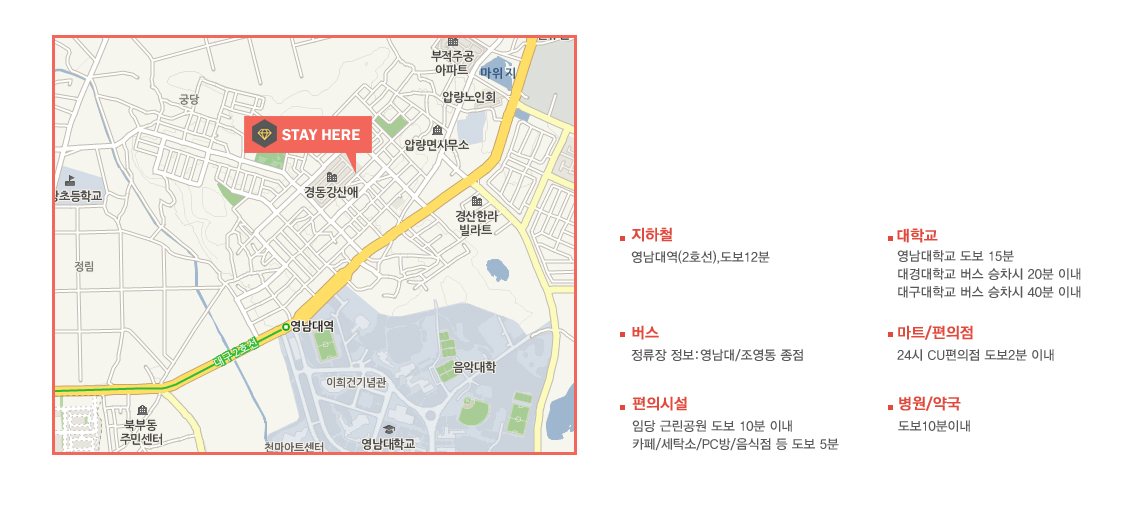 부적주공
아파트
마위지
압량노인회
궁당
STAY HERE
압량면사무소
경동강산애
초등학교
경산한라
빌라트
정림
영남대역
대구2호선
음악대학
이희건기념관
북부동
주민센터
천마아트센터
영남대학교
지하철
영남대역(2호선),도보12분
대학교
영남대학교 도보 15분
대경대학교 버스 승차시 20분 이내
대구대학교 버스 승차시 40분 이내
버스
정류장 정보:영남대/조영동 종점
마트/편의점
24시 CU편의점 도보2분 이내
편의시설
임당 근린공원 도보 10분 이내
카페/세탁소/PC방/음식점 등 도보 5분
병원/약국
도보10분이내